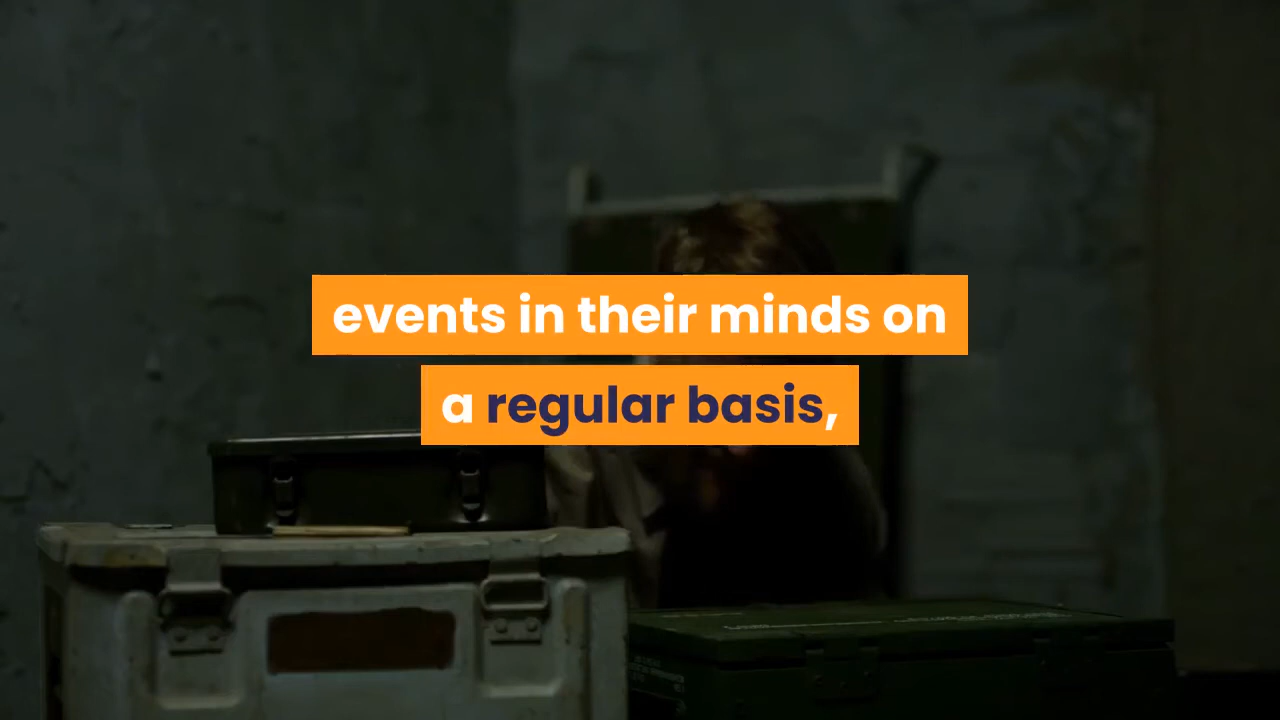 events in their minds on
a regular basis,